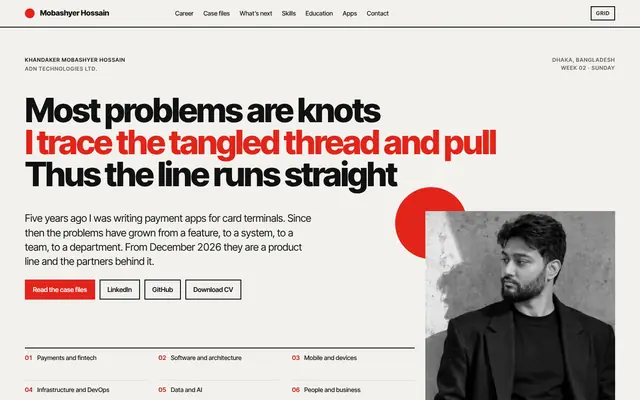 Mobashyer Hossain
Career Case files What's next Skills Education Apps Contact
GRID
KHANDAKER MOBASHYER HOSSAIN
ADN TECHNOLOGIES LTD.
DHAKA, BANGLADESH
WEEK 02 · SUNDAY
Most problems are knots
I trace the tangled thread and pull
Thus the line runs straight
Five years ago I was writing payment apps for card terminals. Since
then the problems have grown from a feature, to a system, to a
team, to a department. From December 2026 they are a product
line and the partners behind it.
Read the case files LinkedIn GitHub Download CV
01 Payments and fintech 02 Software and architecture 03 Mobile and devices
04 Infrastructure and DevOps 05 Data and AI 06 People and business